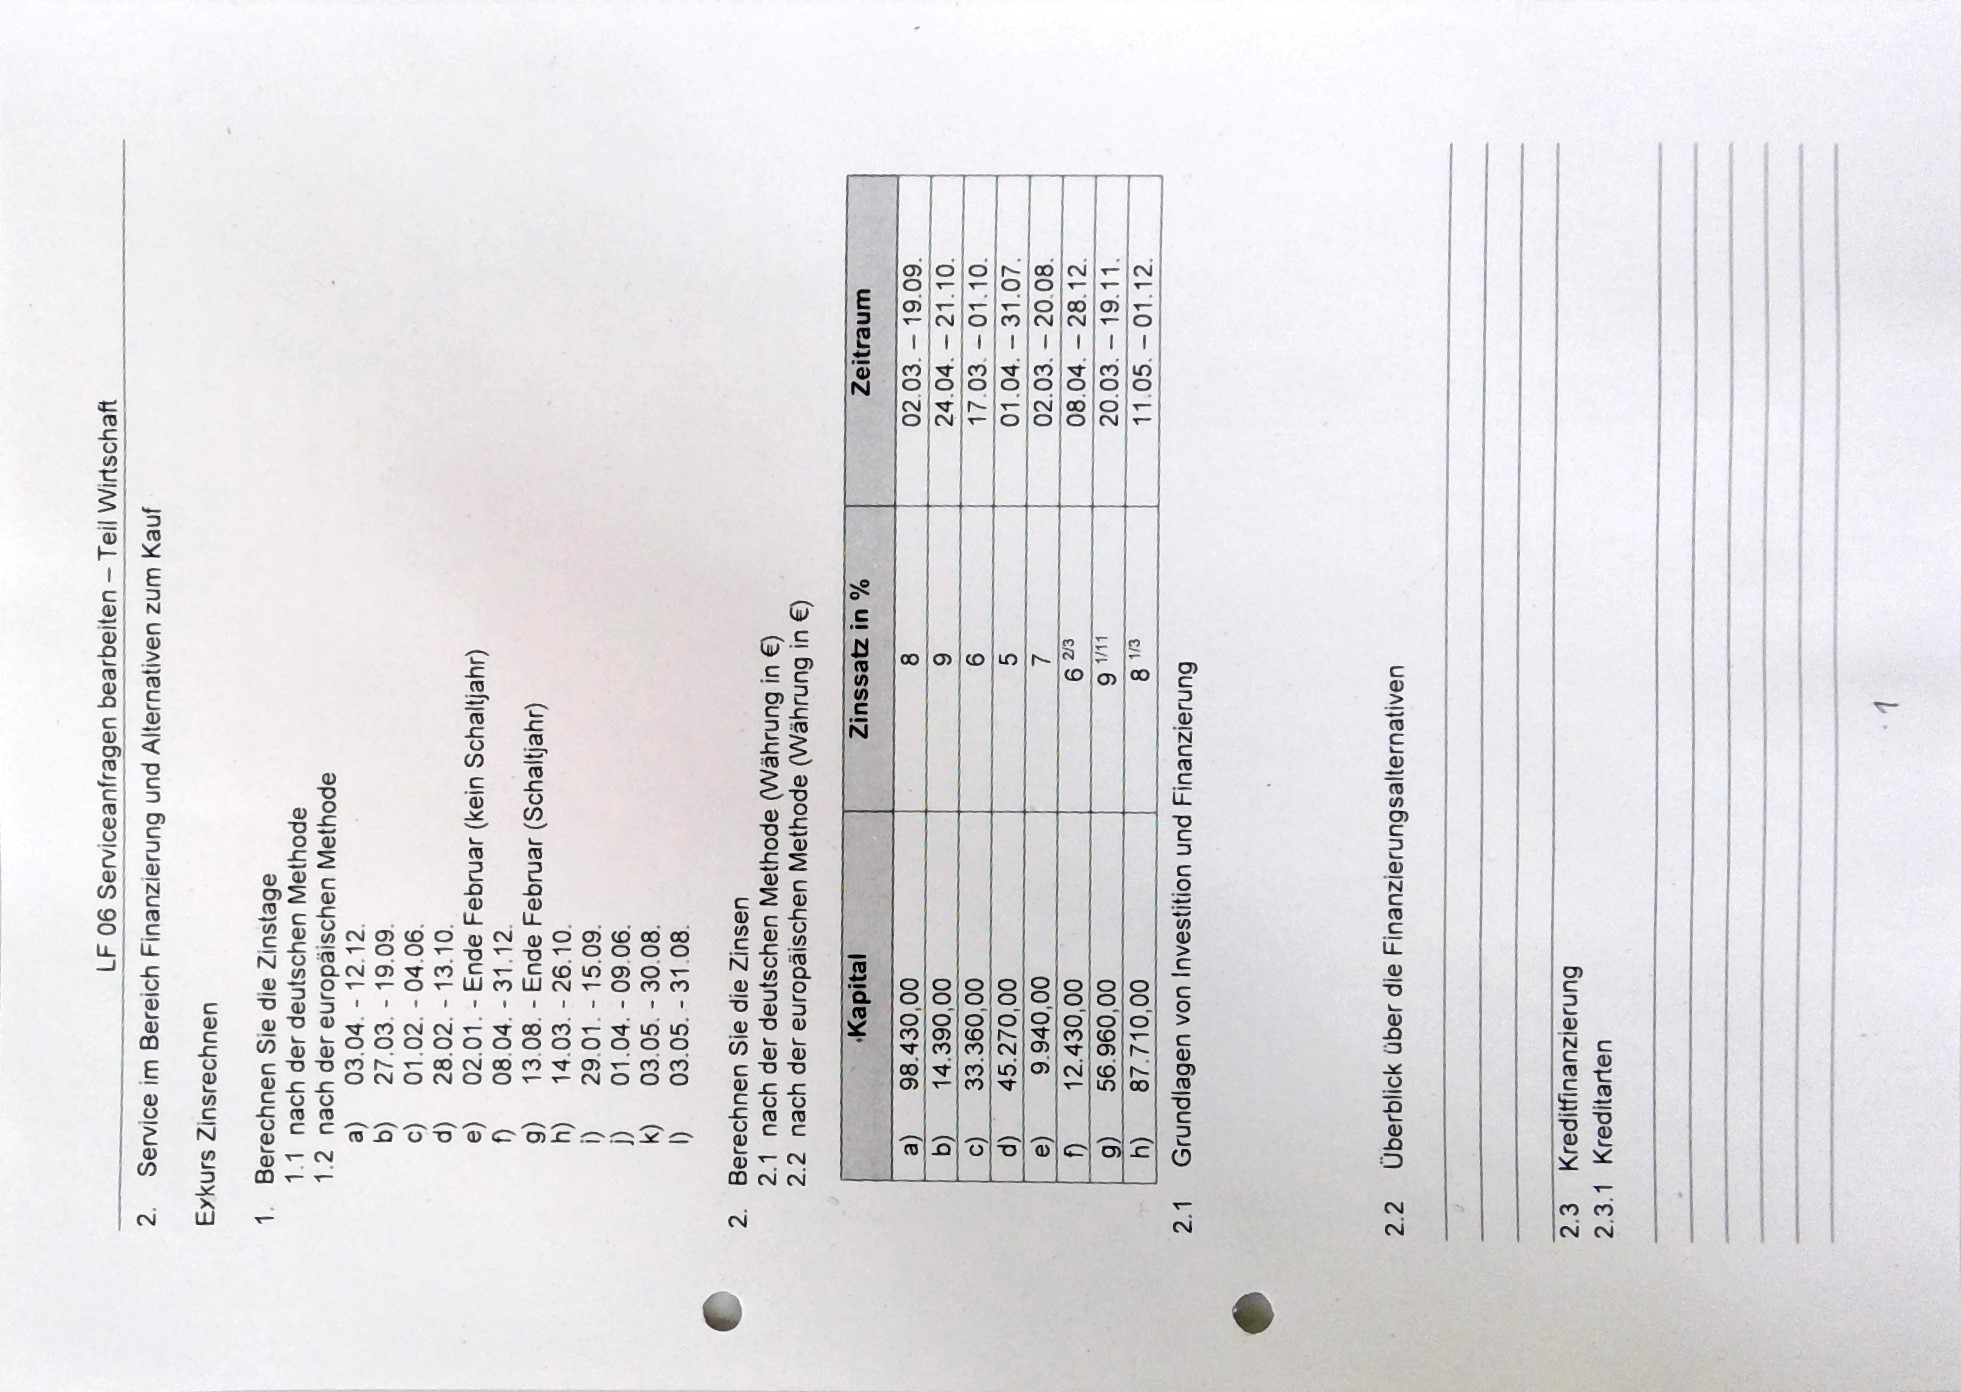 LF 06 Serviceanfragen bearbeiten – Teil Wirtschaft
2. Service im Bereich Finanzierung und Alternativen zum Kauf
Exkurs Zinsrechnen
1. Berechnen Sie die Zinstage
1.1 nach der deutschen Methode
1.2 nach der europäischen Methode
a) 03.04. - 12.12.
b) 27.03. - 19.09.
c) 01.02. - 04.06.
d) 28.02. - 13.10.
e) 02.01. - Ende Februar (kein Schaltjahr)
f) 08.04. - 31.12.
g) 13.08. - Ende Februar (Schaltjahr)
h) 14.03. - 26.10.
i) 29.01. - 15.09.
j) 01.04. - 09.06.
k) 03.05. - 30.08.
l) 03.05. - 31.08.
2. Berechnen Sie die Zinsen
2.1 nach der deutschen Methode (Währung in €)
2.2 nach der europäischen Methode (Währung in €)
Kapital Zinssatz in % Zeitraum
a) 98.430,00 8 02.03. – 19.09.
b) 14.390,00 9 24.04. – 21.10.
c) 33.360,00 6 17.03. – 01.10.
d) 45.270,00 5 01.04. – 31.07.
e) 9.940,00 7 02.03. – 20.08.
f) 12.430,00 6 2/3 08.04. – 28.12.
g) 56.960,00 9 1/11 20.03. – 19.11.
h) 87.710,00 8 1/3 11.05. – 01.12.
2.1 Grundlagen von Investition und Finanzierung
2.2 Überblick über die Finanzierungsalternativen
2.3 Kreditfinanzierung
2.3.1 Kreditarten
1